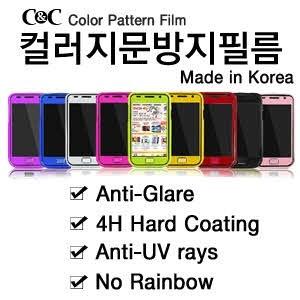 C&C Color Pattern Film
컬러지문방지필름
Made in Korea
Anti-Glare
4H Hard Coating
Anti-UV rays
No Rainbow